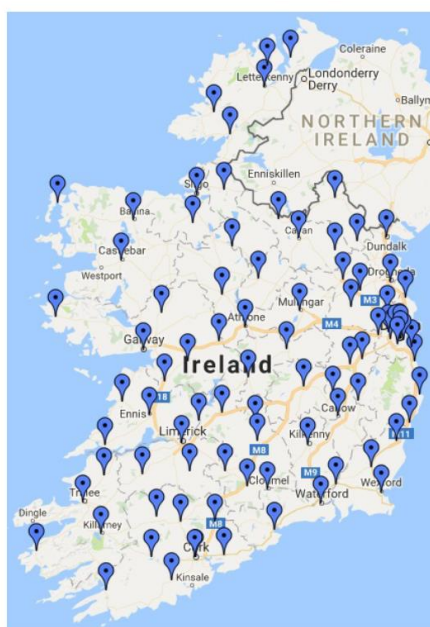 Coleraine
Letterkenny
Londonderry
Derry
Ballym
NORTHERN
IRELAND
Enniskillen
Sligo
Ballina
Cavan
Dundalk
Castlebar
Westport
Drogheda
M3
Mullingar
Athlone
M4
Galway
Ireland
Ennis
Carlow
Limerick
M8
Kilkenny
M11
M9
Clonmel
Wexford
Tralee
Waterford
Dingle
Killarney
M8
Cork
Kinsale